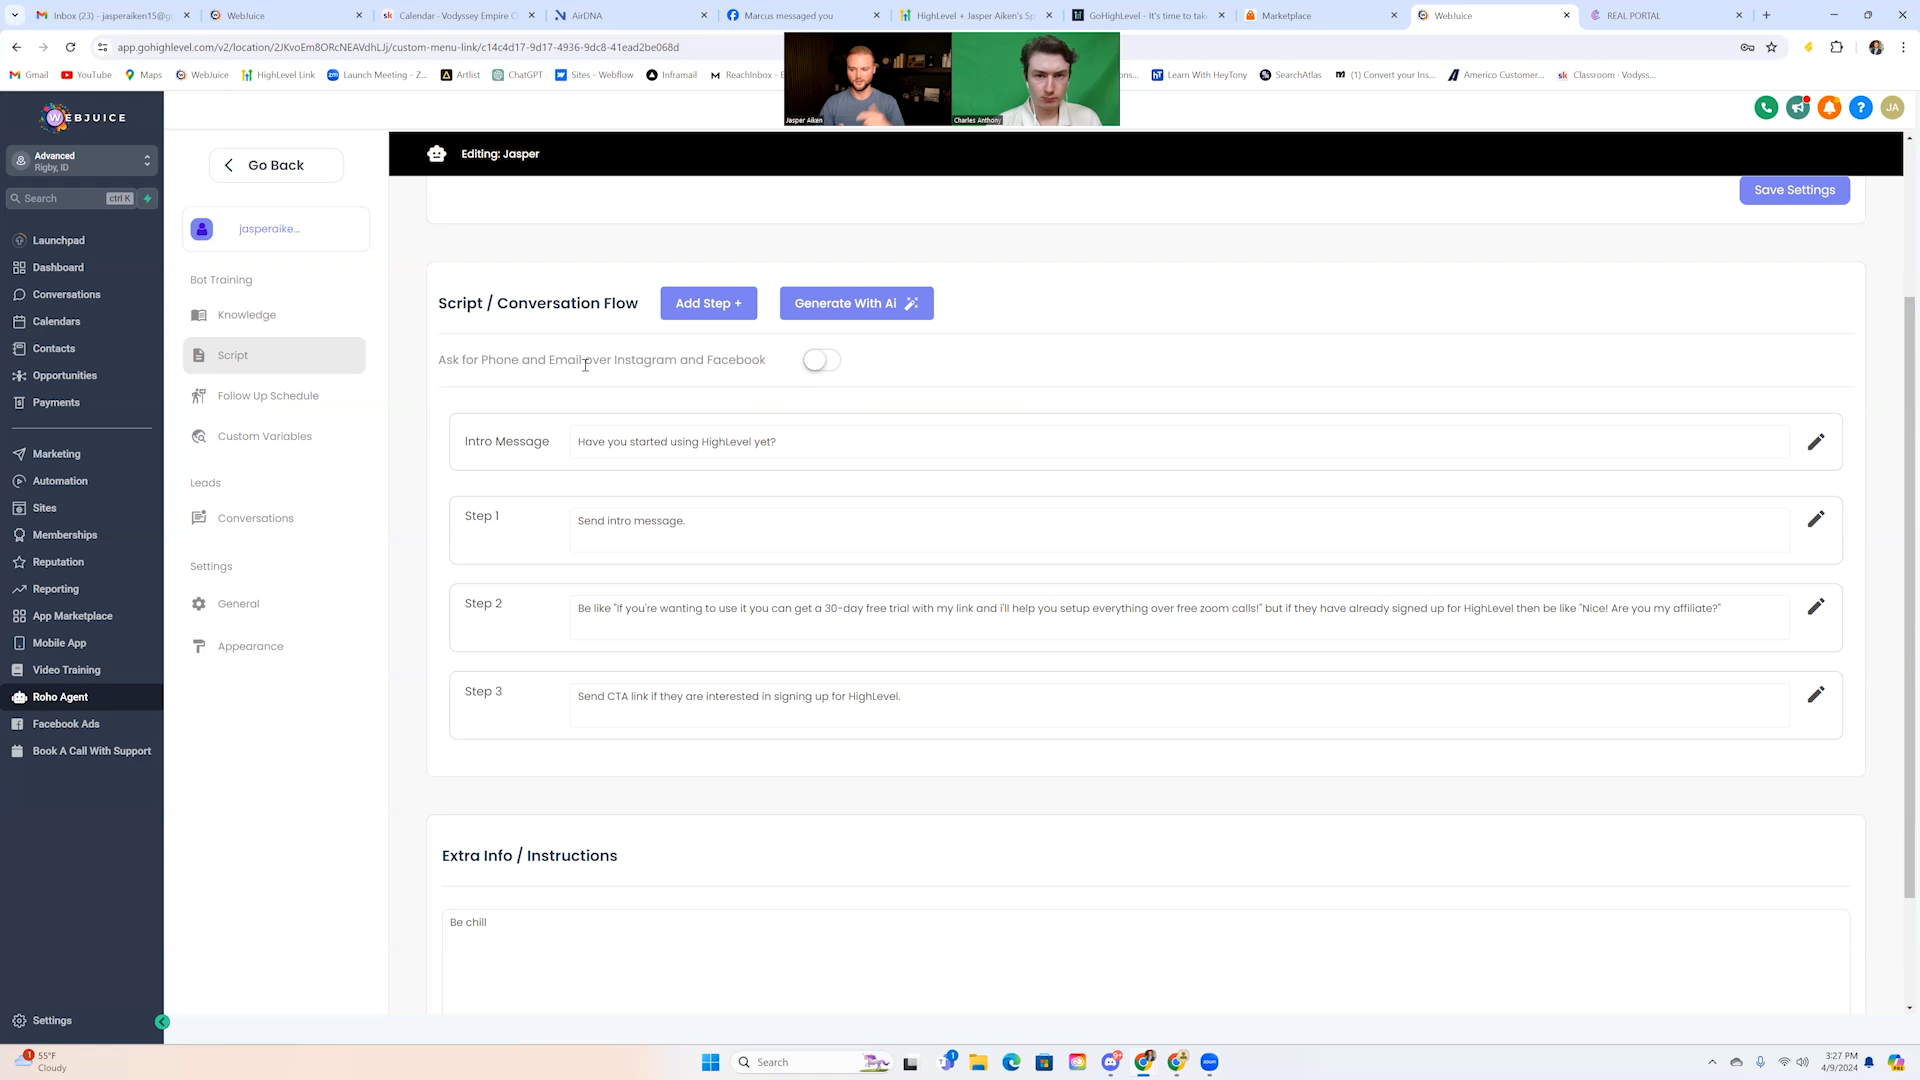 Inbox (23) - jasperaiken15@g
WebJuice
Calendar · Vodyssey Empire C
AirDNA
Marcus messaged you
HighLevel + Jasper Aiken's Sp
GoHighLevel - It's time to take
Marketplace
WebJuice
REAL PORTAL
app.gohighlevel.com/v2/location/2JKvoEm8ORcNEAVdhLJj/custom-menu-link/c14c4d17-9d17-4936-9dc8-41ead2be068d
Gmail
YouTube
Maps
WebJuice
HighLevel Link
Launch Meeting - Z...
Artlist
ChatGPT
Sites - Webflow
Inframail
ReachInbox - E
ons...
Learn With HeyTony
SearchAtlas
(1) Convert your Ins...
Americo Customer...
Classroom · Vodyss...
Jasper Aiken
Charles Anthony
WEBJUICE
JA
Advanced
Rigby, ID
Search ctrl K
Launchpad
Dashboard
Conversations
Calendars
Contacts
Opportunities
Payments
Marketing
Automation
Sites
Memberships
Reputation
Reporting
App Marketplace
Mobile App
Video Training
Roho Agent
Facebook Ads
Book A Call With Support
Settings
Go Back
jasperaike...
Bot Training
Knowledge
Script
Follow Up Schedule
Custom Variables
Leads
Conversations
Settings
General
Appearance
Editing: Jasper
Save Settings
Script / Conversation Flow
Add Step +
Generate With Ai
Ask for Phone and Email over Instagram and Facebook
Intro Message
Have you started using HighLevel yet?
Step 1
Send intro message.
Step 2
Be like "If you're wanting to use it you can get a 30-day free trial with my link and i'll help you setup everything over free zoom calls!" but if they have already signed up for HighLevel then be like "Nice! Are you my affiliate?"
Step 3
Send CTA link if they are interested in signing up for HighLevel.
Extra Info / Instructions
Be chill
1
55°F
Cloudy
Search
3:27 PM
4/9/2024